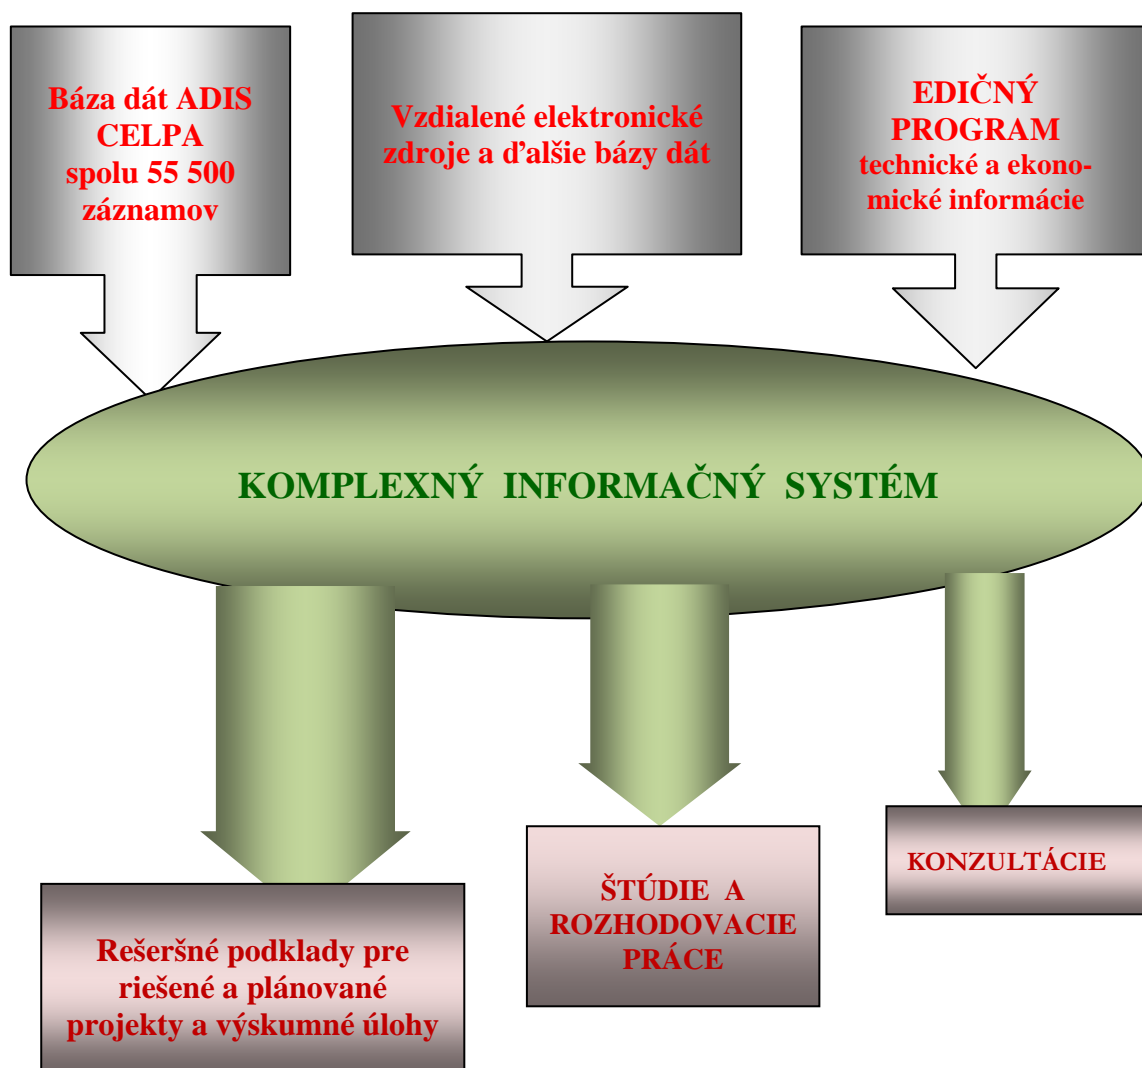 Báza dát ADIS
CELPA
spolu 55 500
záznamov
Vzdialené elektronické
zdroje a ďalšie bázy dát
EDIČNÝ
PROGRAM
technické a ekono-
mické informácie
KOMPLEXNÝ INFORMAČNÝ SYSTÉM
Rešeršné podklady pre
riešené a plánované
projekty a výskumné úlohy
ŠTÚDIE A
ROZHODOVACIE
PRÁCE
KONZULTÁCIE